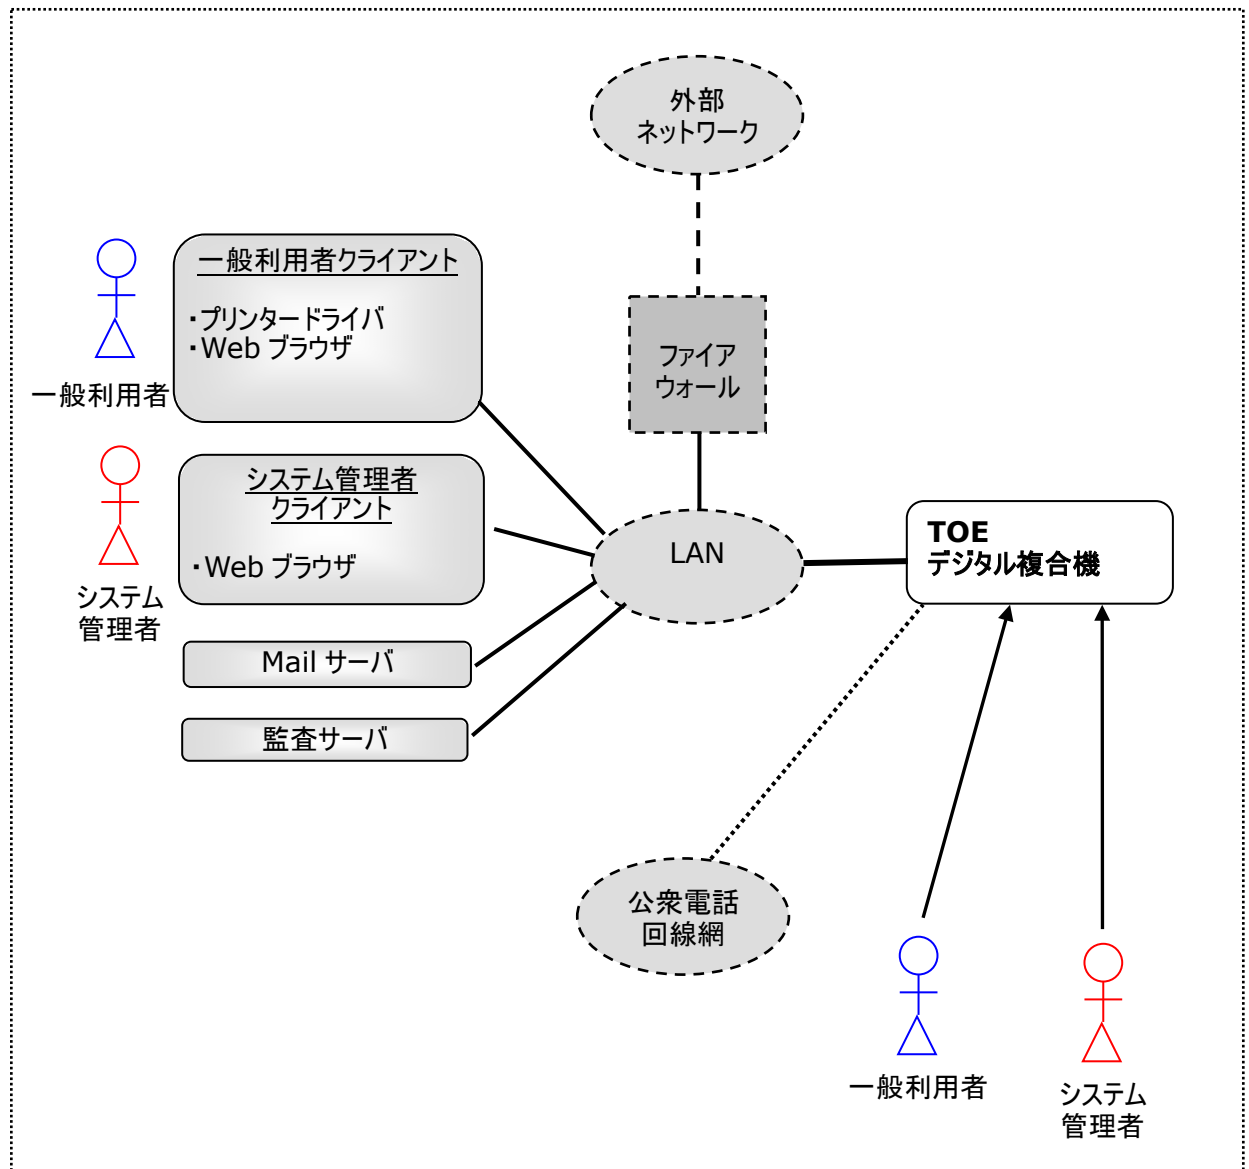 外部
ネットワーク
一般利用者クライアント
・プリンタードライバ
・Web ブラウザ
一般利用者
ファイア
ウォール
システム管理者
クライアント
・Web ブラウザ
システム
管理者
LAN
TOE
デジタル複合機
Mail サーバ
監査サーバ
公衆電話
回線網
一般利用者
システム
管理者